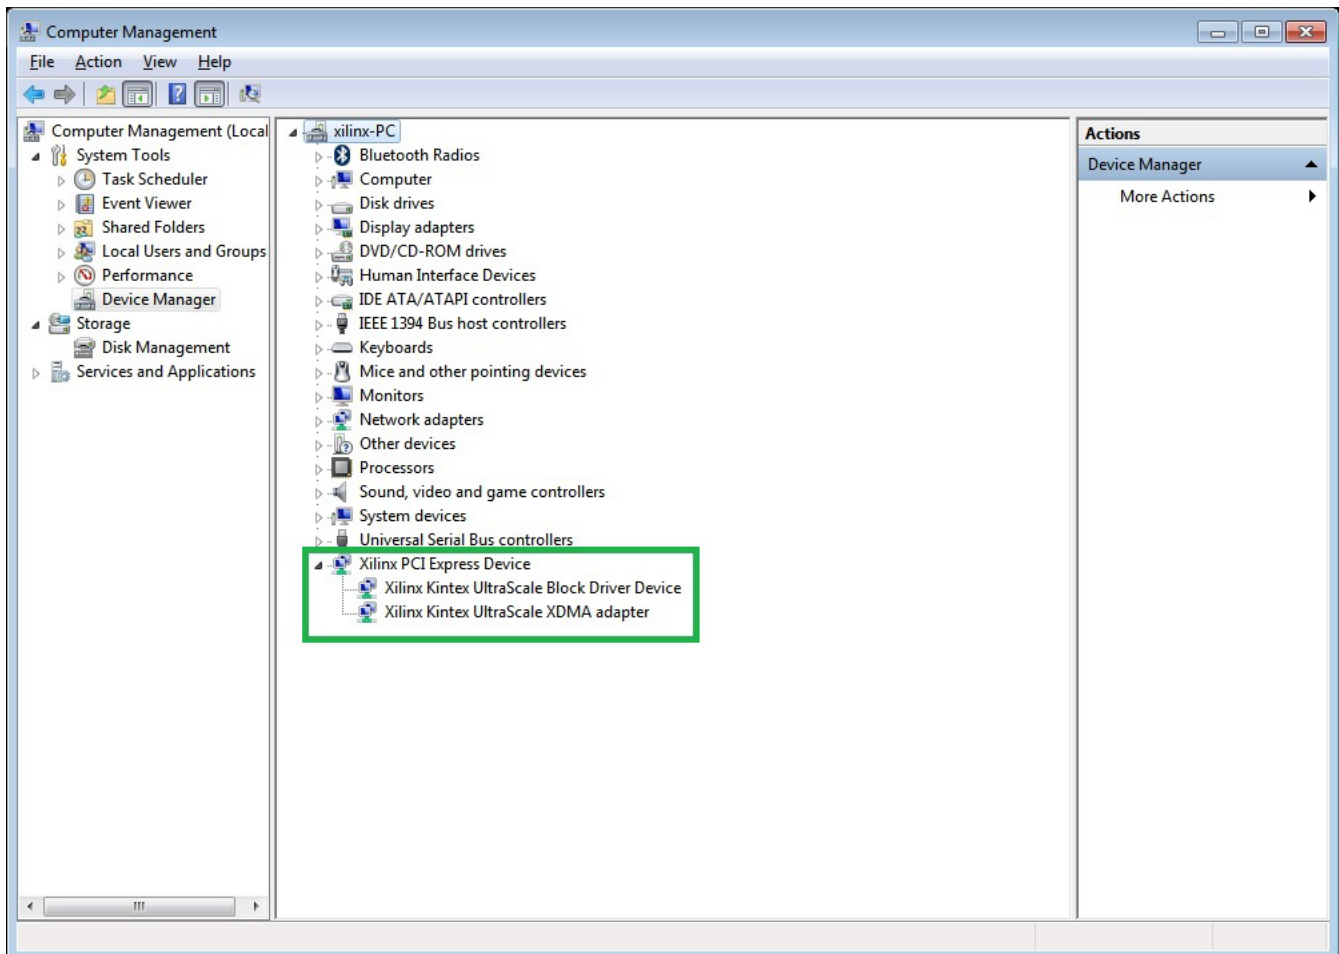 Computer Management
File Action View Help
Computer Management (Local
System Tools
Task Scheduler
Event Viewer
Shared Folders
Local Users and Groups
Performance
Device Manager
Storage
Disk Management
Services and Applications
xilinx-PC
Bluetooth Radios
Computer
Disk drives
Display adapters
DVD/CD-ROM drives
Human Interface Devices
IDE ATA/ATAPI controllers
IEEE 1394 Bus host controllers
Keyboards
Mice and other pointing devices
Monitors
Network adapters
Other devices
Processors
Sound, video and game controllers
System devices
Universal Serial Bus controllers
Xilinx PCI Express Device
Xilinx Kintex UltraScale Block Driver Device
Xilinx Kintex UltraScale XDMA adapter
Actions
Device Manager
More Actions